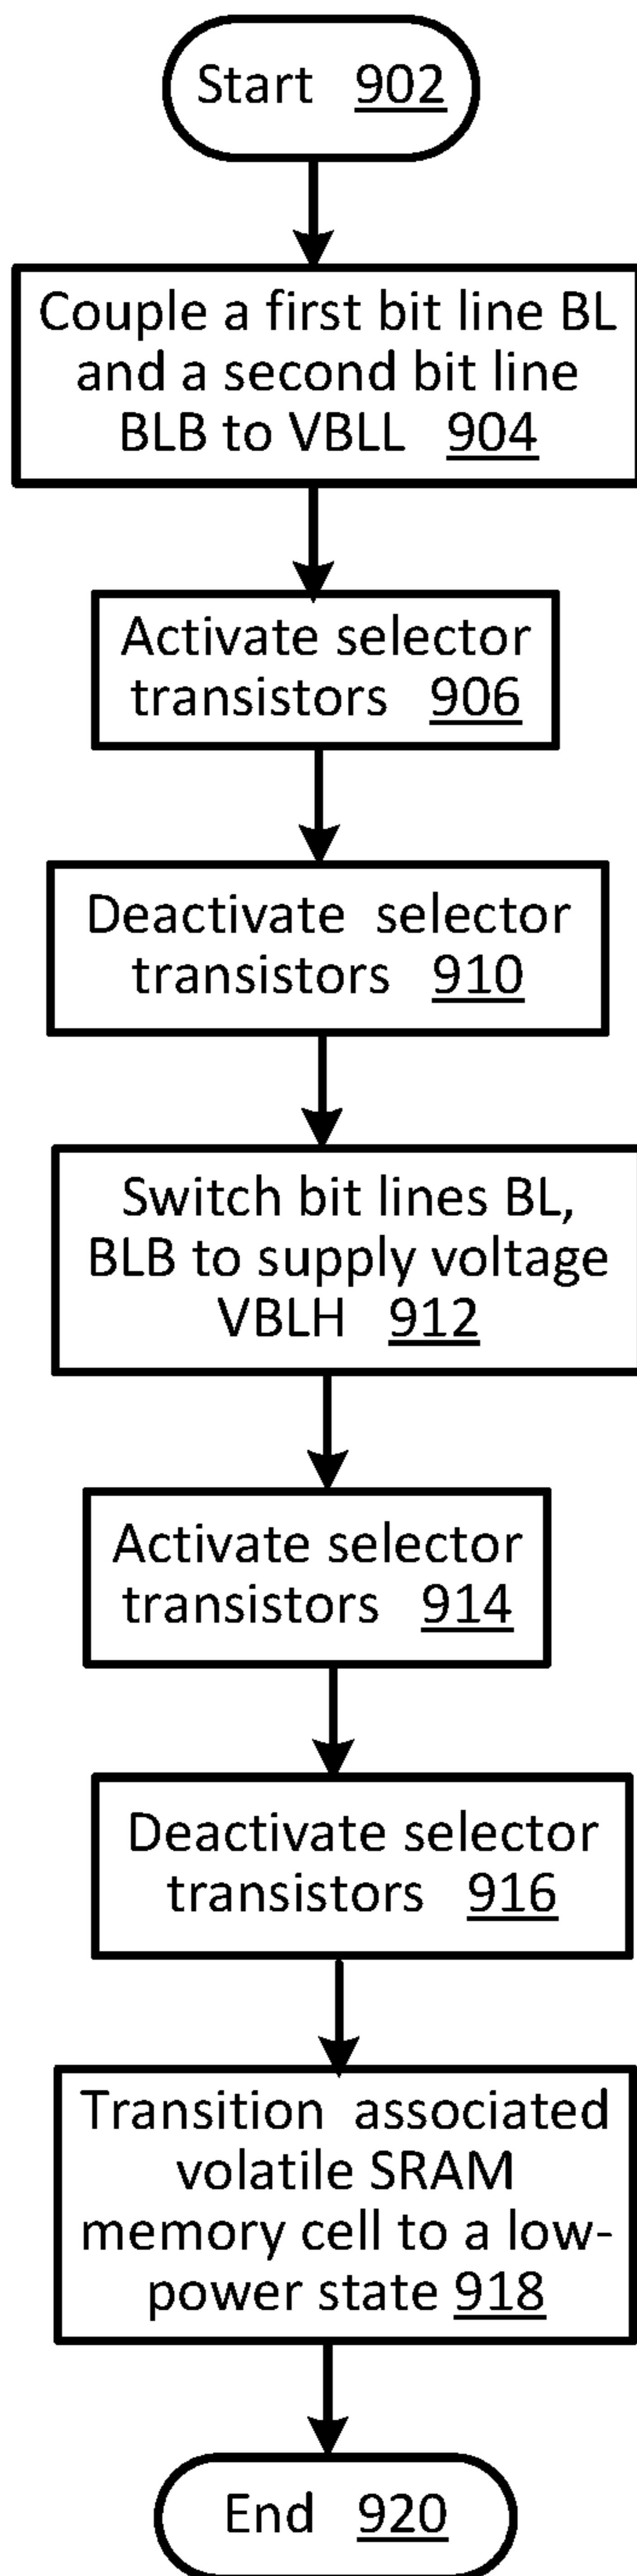 Start 902
Couple a first bit line BL
and a second bit line
BLB to VBLL 904
Activate selector
transistors 906
Deactivate selector
transistors 910
Switch bit lines BL,
BLB to supply voltage
VBLH 912
Activate selector
transistors 914
Deactivate selector
transistors 916
Transition associated
volatile SRAM
memory cell to a low-
power state 918
End 920